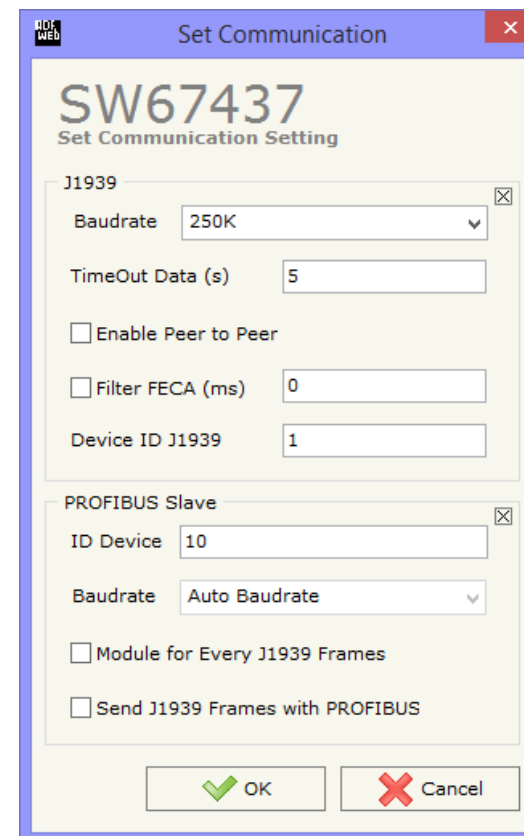 ADF
WEB
Set Communication
SW67437
Set Communication Setting
J1939
Baudrate 250K
TimeOut Data (s) 5
Enable Peer to Peer
Filter FECA (ms) 0
Device ID J1939 1
PROFIBUS Slave
ID Device 10
Baudrate Auto Baudrate
Module for Every J1939 Frames
Send J1939 Frames with PROFIBUS
OK Cancel